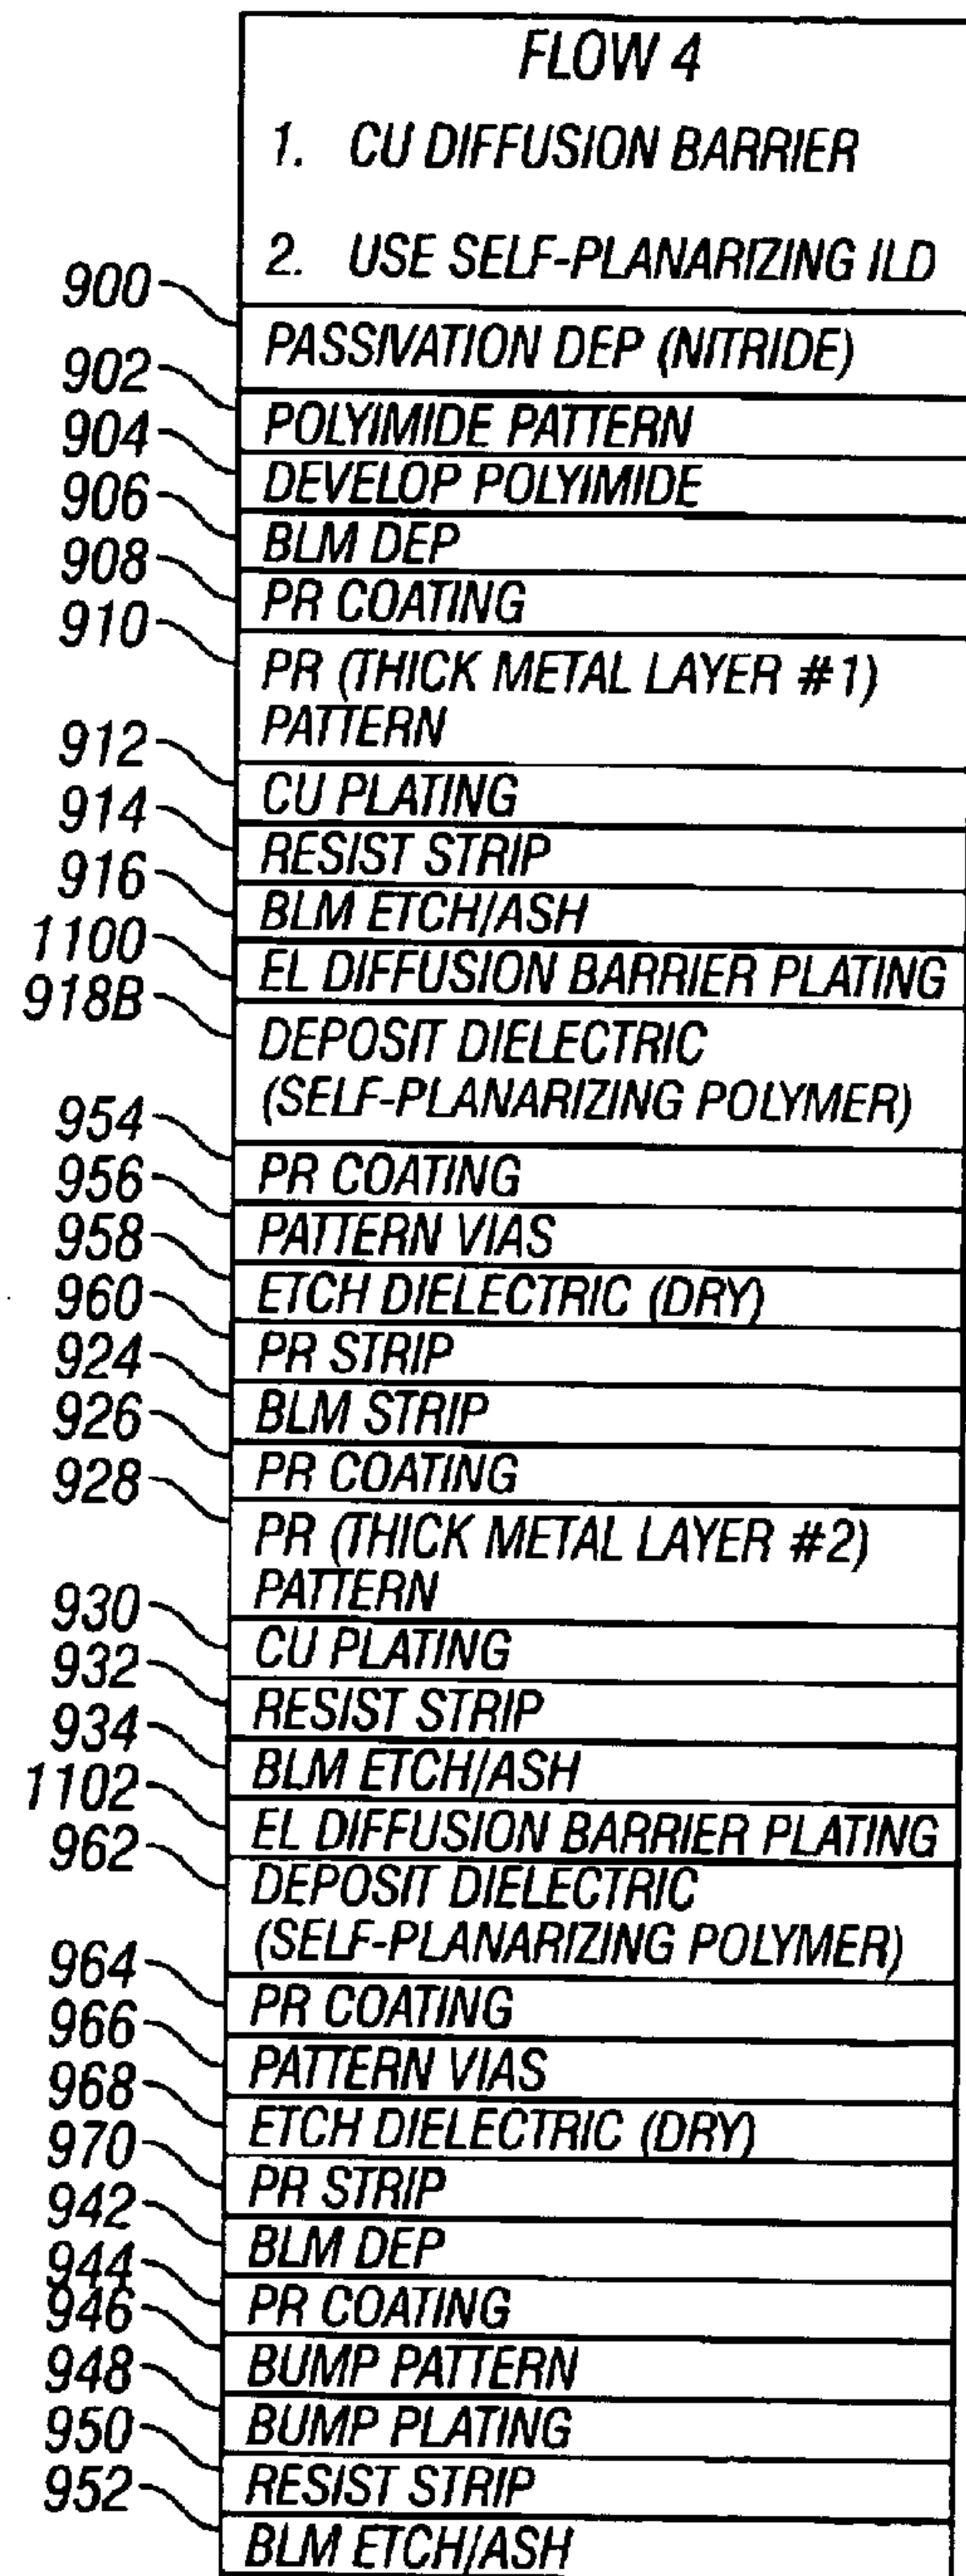 FLOW 4
1. CU DIFFUSION BARRIER
2. USE SELF-PLANARIZING ILD
900 PASSIVATION DEP (NITRIDE)
902 POLYIMIDE PATTERN
904 DEVELOP POLYIMIDE
906 BLM DEP
908 PR COATING
910 PR (THICK METAL LAYER #1)
PATTERN
912 CU PLATING
914 RESIST STRIP
916 BLM ETCH/ASH
1100 EL DIFFUSION BARRIER PLATING
918B DEPOSIT DIELECTRIC
(SELF-PLANARIZING POLYMER)
954 PR COATING
956 PATTERN VIAS
958 ETCH DIELECTRIC (DRY)
960 PR STRIP
924 BLM STRIP
926 PR COATING
928 PR (THICK METAL LAYER #2)
PATTERN
930 CU PLATING
932 RESIST STRIP
934 BLM ETCH/ASH
1102 EL DIFFUSION BARRIER PLATING
962 DEPOSIT DIELECTRIC
(SELF-PLANARIZING POLYMER)
964 PR COATING
966 PATTERN VIAS
968 ETCH DIELECTRIC (DRY)
970 PR STRIP
942 BLM DEP
944 PR COATING
946 BUMP PATTERN
948 BUMP PLATING
950 RESIST STRIP
952 BLM ETCH/ASH